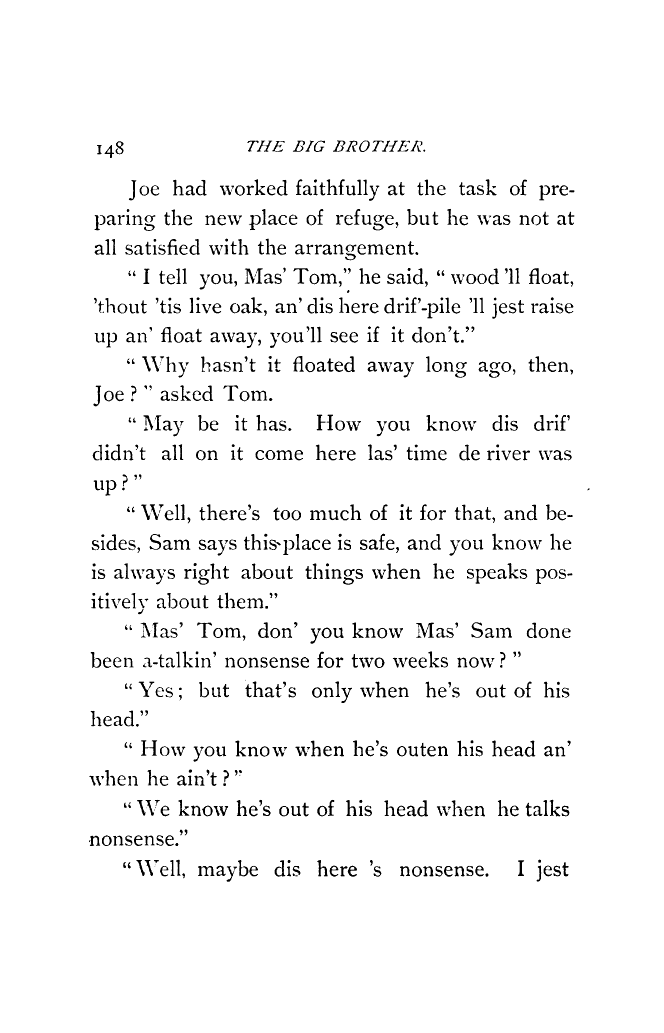 148 THE BIG BROTHER.
Joe had worked faithfully at the task of pre-
paring the new place of refuge, but he was not at
all satisfied with the arrangement.
“ I tell you, Mas’ Tom,” he said, “ wood ’ll float,
’thout ’tis live oak, an’ dis here drif’-pile ’ll jest raise
up an’ float away, you’ll see if it don’t.”
“ Why hasn’t it floated away long ago, then,
Joe ? ” asked Tom.
“ May be it has. How you know dis drif’
didn’t all on it come here las’ time de river was
up ? ”
“ Well, there’s too much of it for that, and be-
sides, Sam says this place is safe, and you know he
is always right about things when he speaks pos-
itively about them.”
“ Mas’ Tom, don’ you know Mas’ Sam done
been a-talkin’ nonsense for two weeks now ? ”
“ Yes ; but that’s only when he’s out of his
head.”
“ How you know when he’s outen his head an’
when he ain’t ? ”
“ We know he’s out of his head when he talks
nonsense.”
“ Well, maybe dis here ’s nonsense. I jest